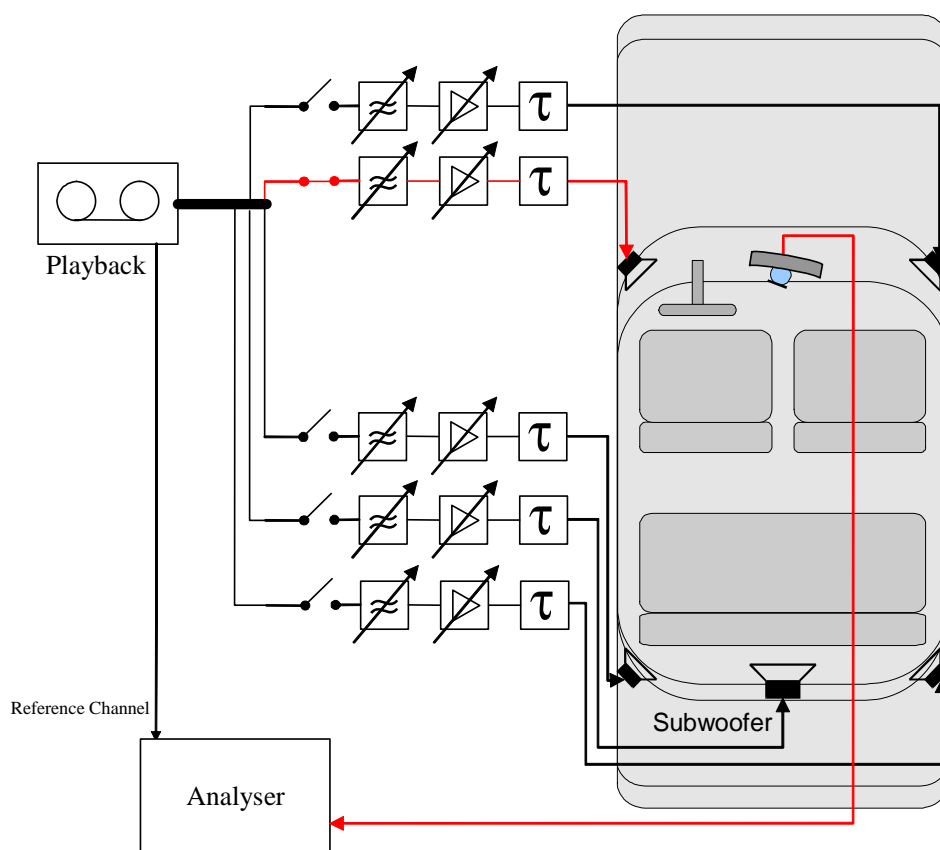 τ
τ
Playback
τ
τ
τ
Reference Channel
Subwoofer
Analyser